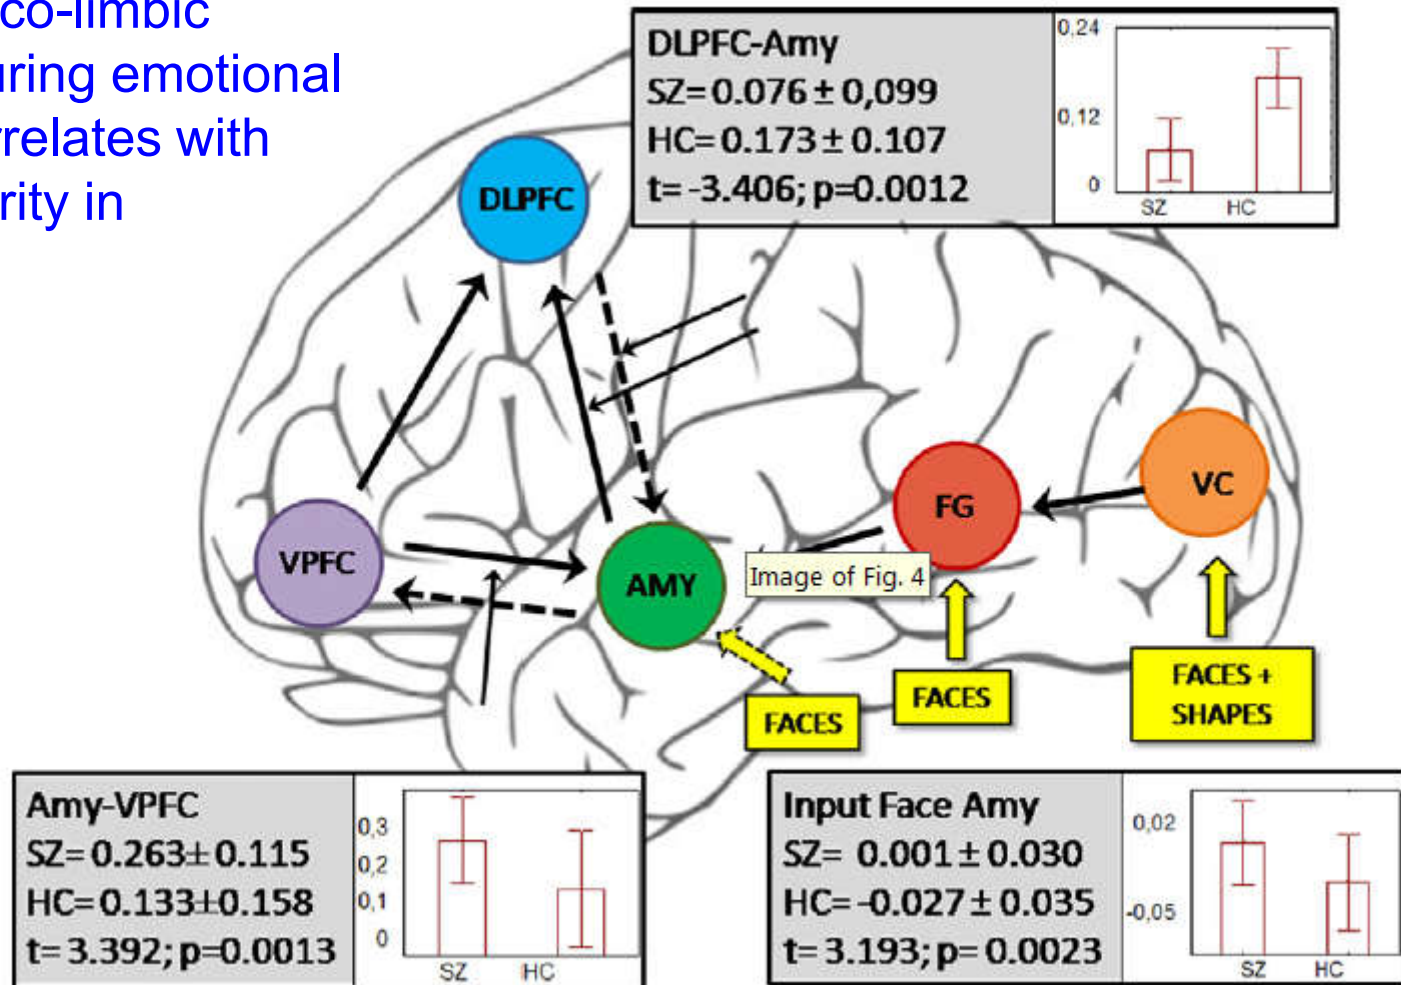 co-limbic
uring emotional
rrelates with
rity in
DLPFC-Amy
SZ= 0.076 ± 0,099
HC= 0.173 ± 0.107
t= -3.406; p=0.0012
0.24
0,12
0
SZ HC
DLPFC
VPFC
AMY
FG
VC
Image of Fig. 4
FACES
FACES
FACES +
SHAPES
Amy-VPFC
SZ= 0.263± 0.115
HC= 0.133±0.158
t= 3.392; p=0.0013
0,3
0,2
0,1
0
SZ HC
Input Face Amy
SZ= 0.001 ± 0.030
HC= -0.027 ± 0.035
t= 3.193; p= 0.0023
0,02
-0,05
SZ HC